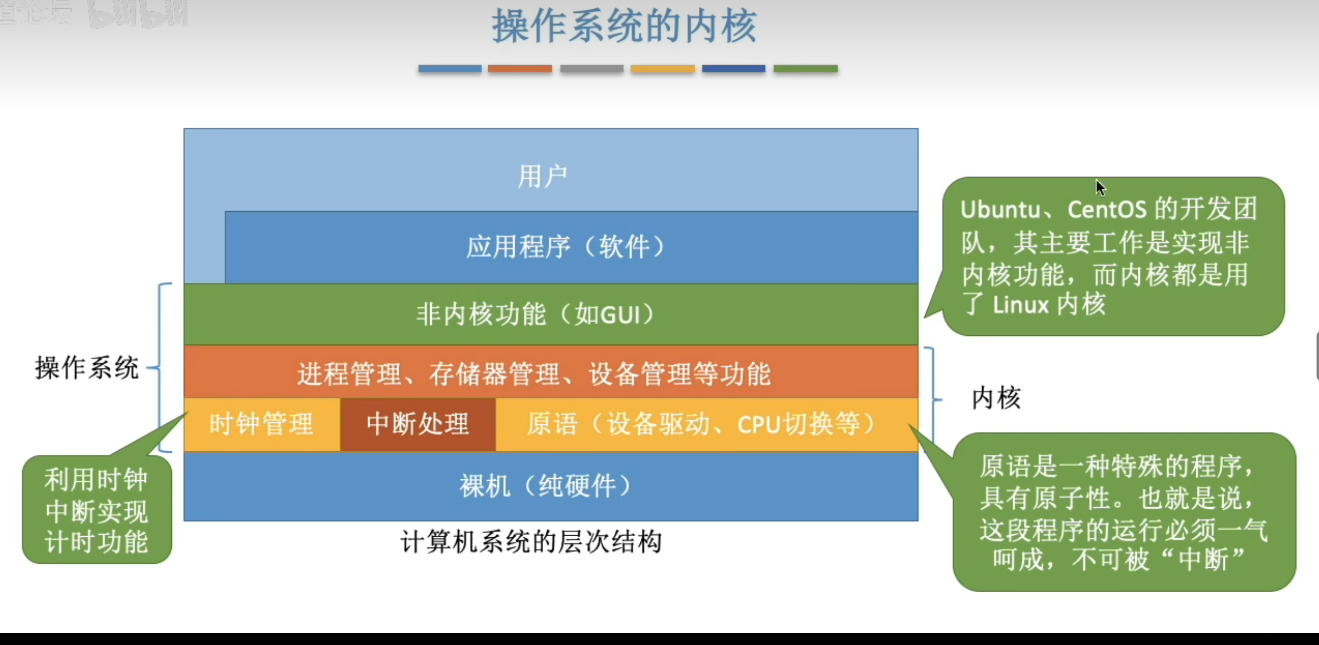 操作系统的内核
用户
应用程序（软件）
非内核功能（如GUI）
操作系统
进程管理、存储器管理、设备管理等功能
时钟管理
中断处理
原语（设备驱动、CPU切换等）
裸机（纯硬件）
计算机系统的层次结构
内核
Ubuntu、CentOS 的开发团
队，其主要工作是实现非
内核功能，而内核都是用
了 Linux 内核
利用时钟
中断实现
计时功能
原语是一种特殊的程序，
具有原子性。也就是说，
这段程序的运行必须一气
呵成，不可被“中断”